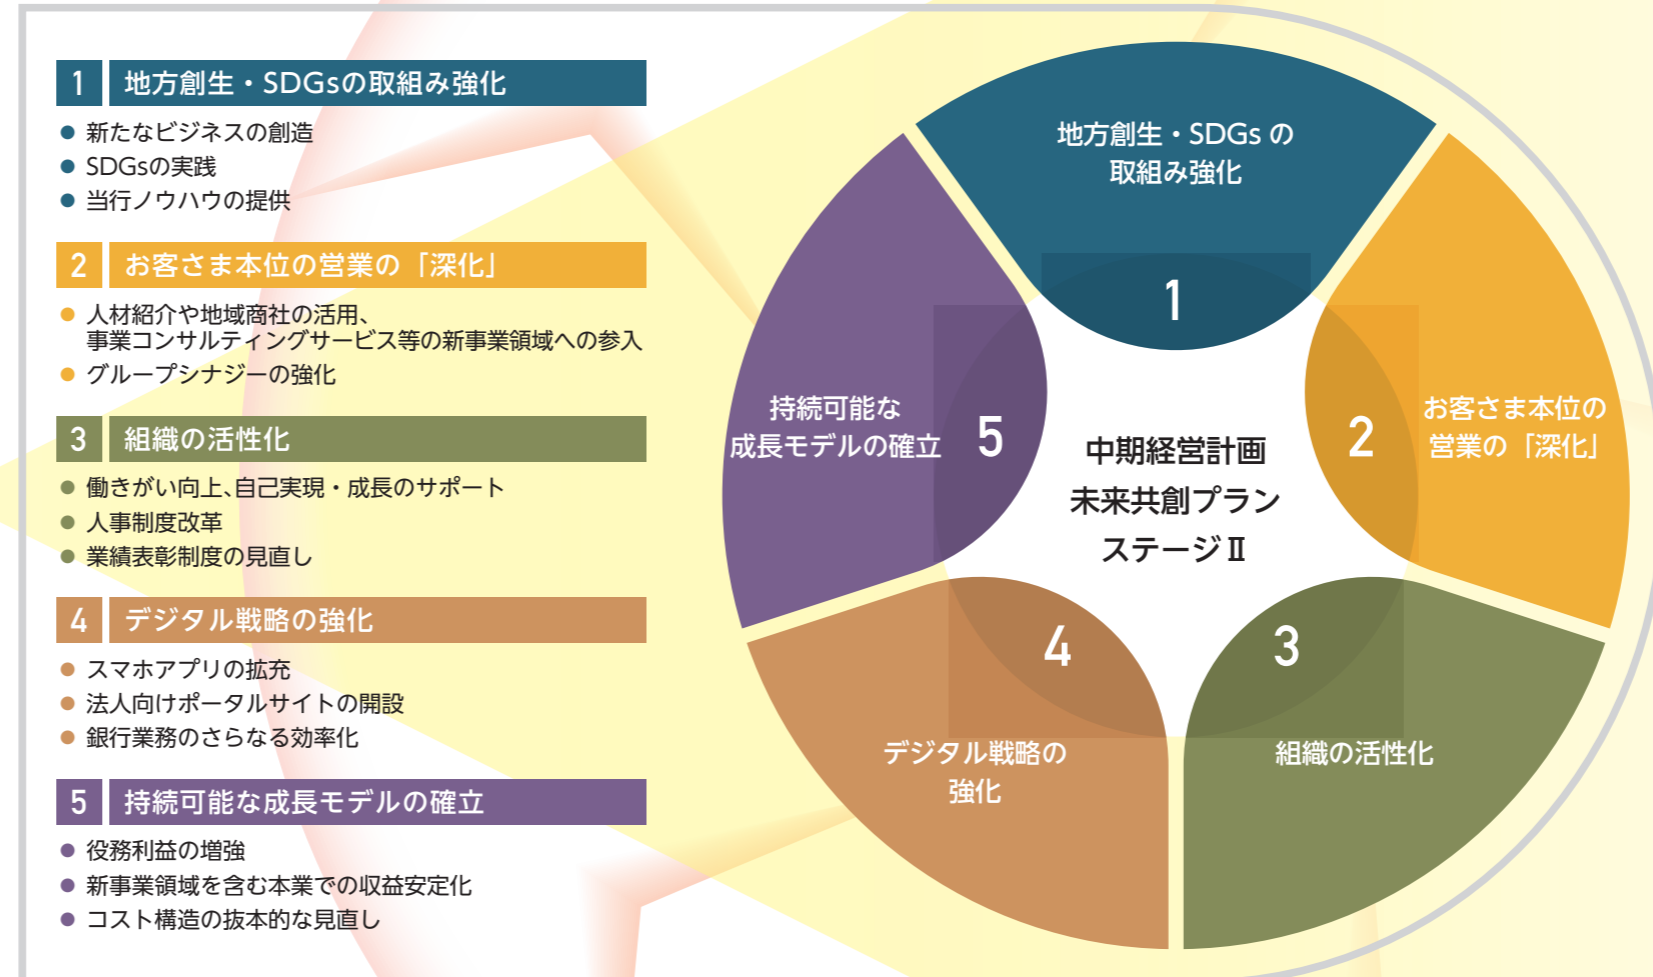 1 地方創生・SDGsの取組み強化
● 新たなビジネスの創造
● SDGsの実践
● 当行ノウハウの提供
2 お客さま本位の営業の「深化」
● 人材紹介や地域商社の活用、
事業コンサルティングサービス等の新事業領域への参入
● グループシナジーの強化
3 組織の活性化
● 働きがい向上、自己実現・成長のサポート
● 人事制度改革
● 業績表彰制度の見直し
4 デジタル戦略の強化
● スマホアプリの拡充
● 法人向けポータルサイトの開設
● 銀行業務のさらなる効率化
5 持続可能な成長モデルの確立
● 役務利益の増強
● 新事業領域を含む本業での収益安定化
● コスト構造の抜本的な見直し
地方創生・SDGs の
取組み強化
1
お客さま本位の
営業の「深化」
2
組織の活性化
3
デジタル戦略の
強化
4
持続可能な
成長モデルの確立
5
中期経営計画
未来共創プラン
ステージⅡ